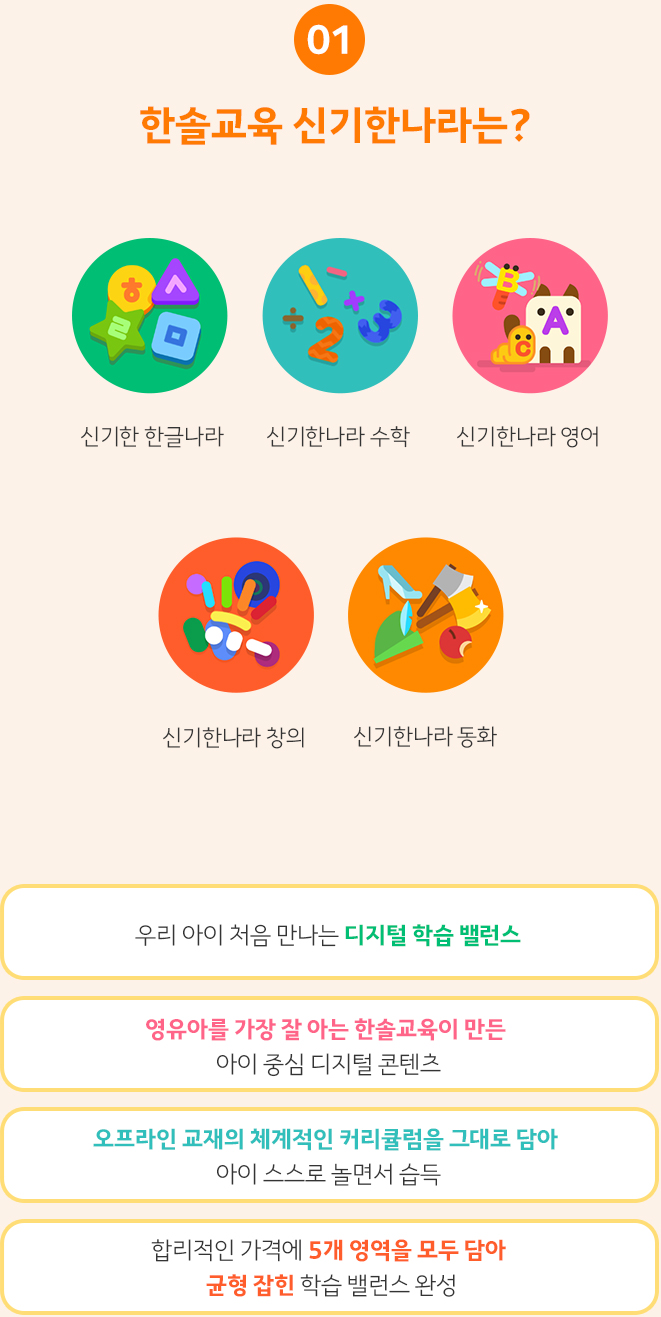 01
한솔교육 신기한나라는?
ㅎ ㅅ
ㄹ ㅁ
1 -
÷ 2 + 3
B
A
C
신기한 한글나라 신기한나라 수학 신기한나라 영어
신기한나라 창의 신기한나라 동화
우리 아이 처음 만나는 디지털 학습 밸런스
영유아를 가장 잘 아는 한솔교육이 만든
아이 중심 디지털 콘텐츠
오프라인 교재의 체계적인 커리큘럼을 그대로 담아
아이 스스로 놀면서 습득
합리적인 가격에 5개 영역을 모두 담아
균형 잡힌 학습 밸런스 완성